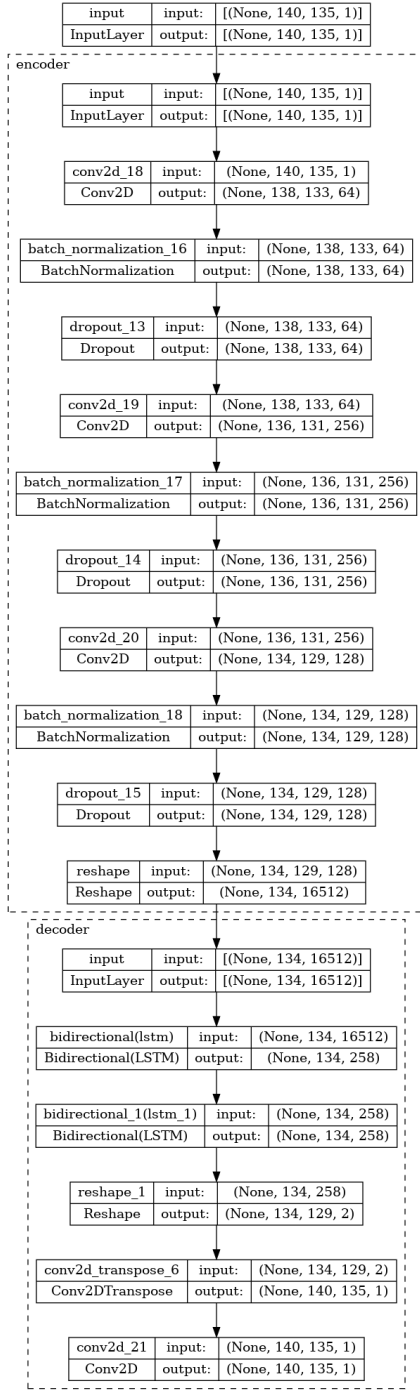 input input: [(None, 140, 135, 1)]
InputLayer output: [(None, 140, 135, 1)]
encoder
input input: [(None, 140, 135, 1)]
InputLayer output: [(None, 140, 135, 1)]
conv2d_18 input: (None, 140, 135, 1)
Conv2D output: (None, 138, 133, 64)
batch_normalization_16 input: (None, 138, 133, 64)
BatchNormalization output: (None, 138, 133, 64)
dropout_13 input: (None, 138, 133, 64)
Dropout output: (None, 138, 133, 64)
conv2d_19 input: (None, 138, 133, 64)
Conv2D output: (None, 136, 131, 256)
batch_normalization_17 input: (None, 136, 131, 256)
BatchNormalization output: (None, 136, 131, 256)
dropout_14 input: (None, 136, 131, 256)
Dropout output: (None, 136, 131, 256)
conv2d_20 input: (None, 136, 131, 256)
Conv2D output: (None, 134, 129, 128)
batch_normalization_18 input: (None, 134, 129, 128)
BatchNormalization output: (None, 134, 129, 128)
dropout_15 input: (None, 134, 129, 128)
Dropout output: (None, 134, 129, 128)
reshape input: (None, 134, 129, 128)
Reshape output: (None, 134, 16512)
decoder
input input: [(None, 134, 16512)]
InputLayer output: [(None, 134, 16512)]
bidirectional(lstm) input: (None, 134, 16512)
Bidirectional(LSTM) output: (None, 134, 258)
bidirectional_1(lstm_1) input: (None, 134, 258)
Bidirectional(LSTM) output: (None, 134, 258)
reshape_1 input: (None, 134, 258)
Reshape output: (None, 134, 129, 2)
conv2d_transpose_6 input: (None, 134, 129, 2)
Conv2DTranspose output: (None, 140, 135, 1)
conv2d_21 input: (None, 140, 135, 1)
Conv2D output: (None, 140, 135, 1)